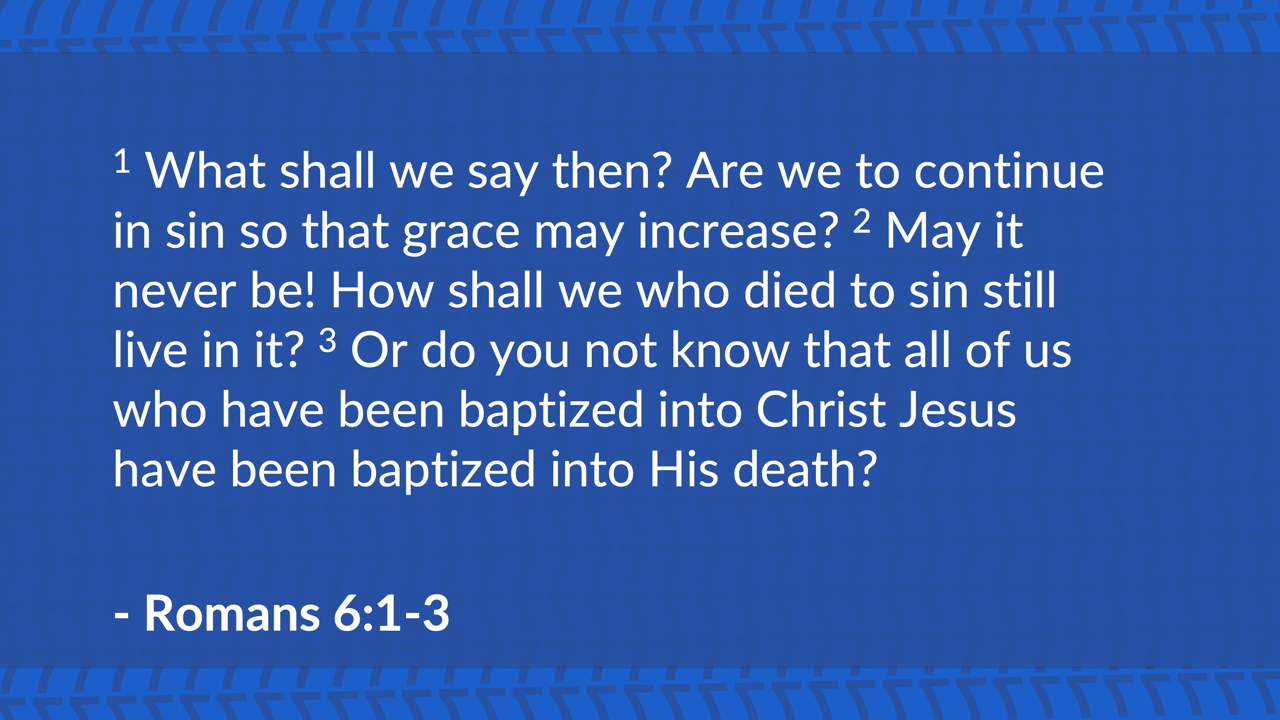 1 What shall we say then? Are we to continue
in sin so that grace may increase? 2 May it
never be! How shall we who died to sin still
live in it? 3 Or do you not know that all of us
who have been baptized into Christ Jesus
have been baptized into His death?
- Romans 6:1-3